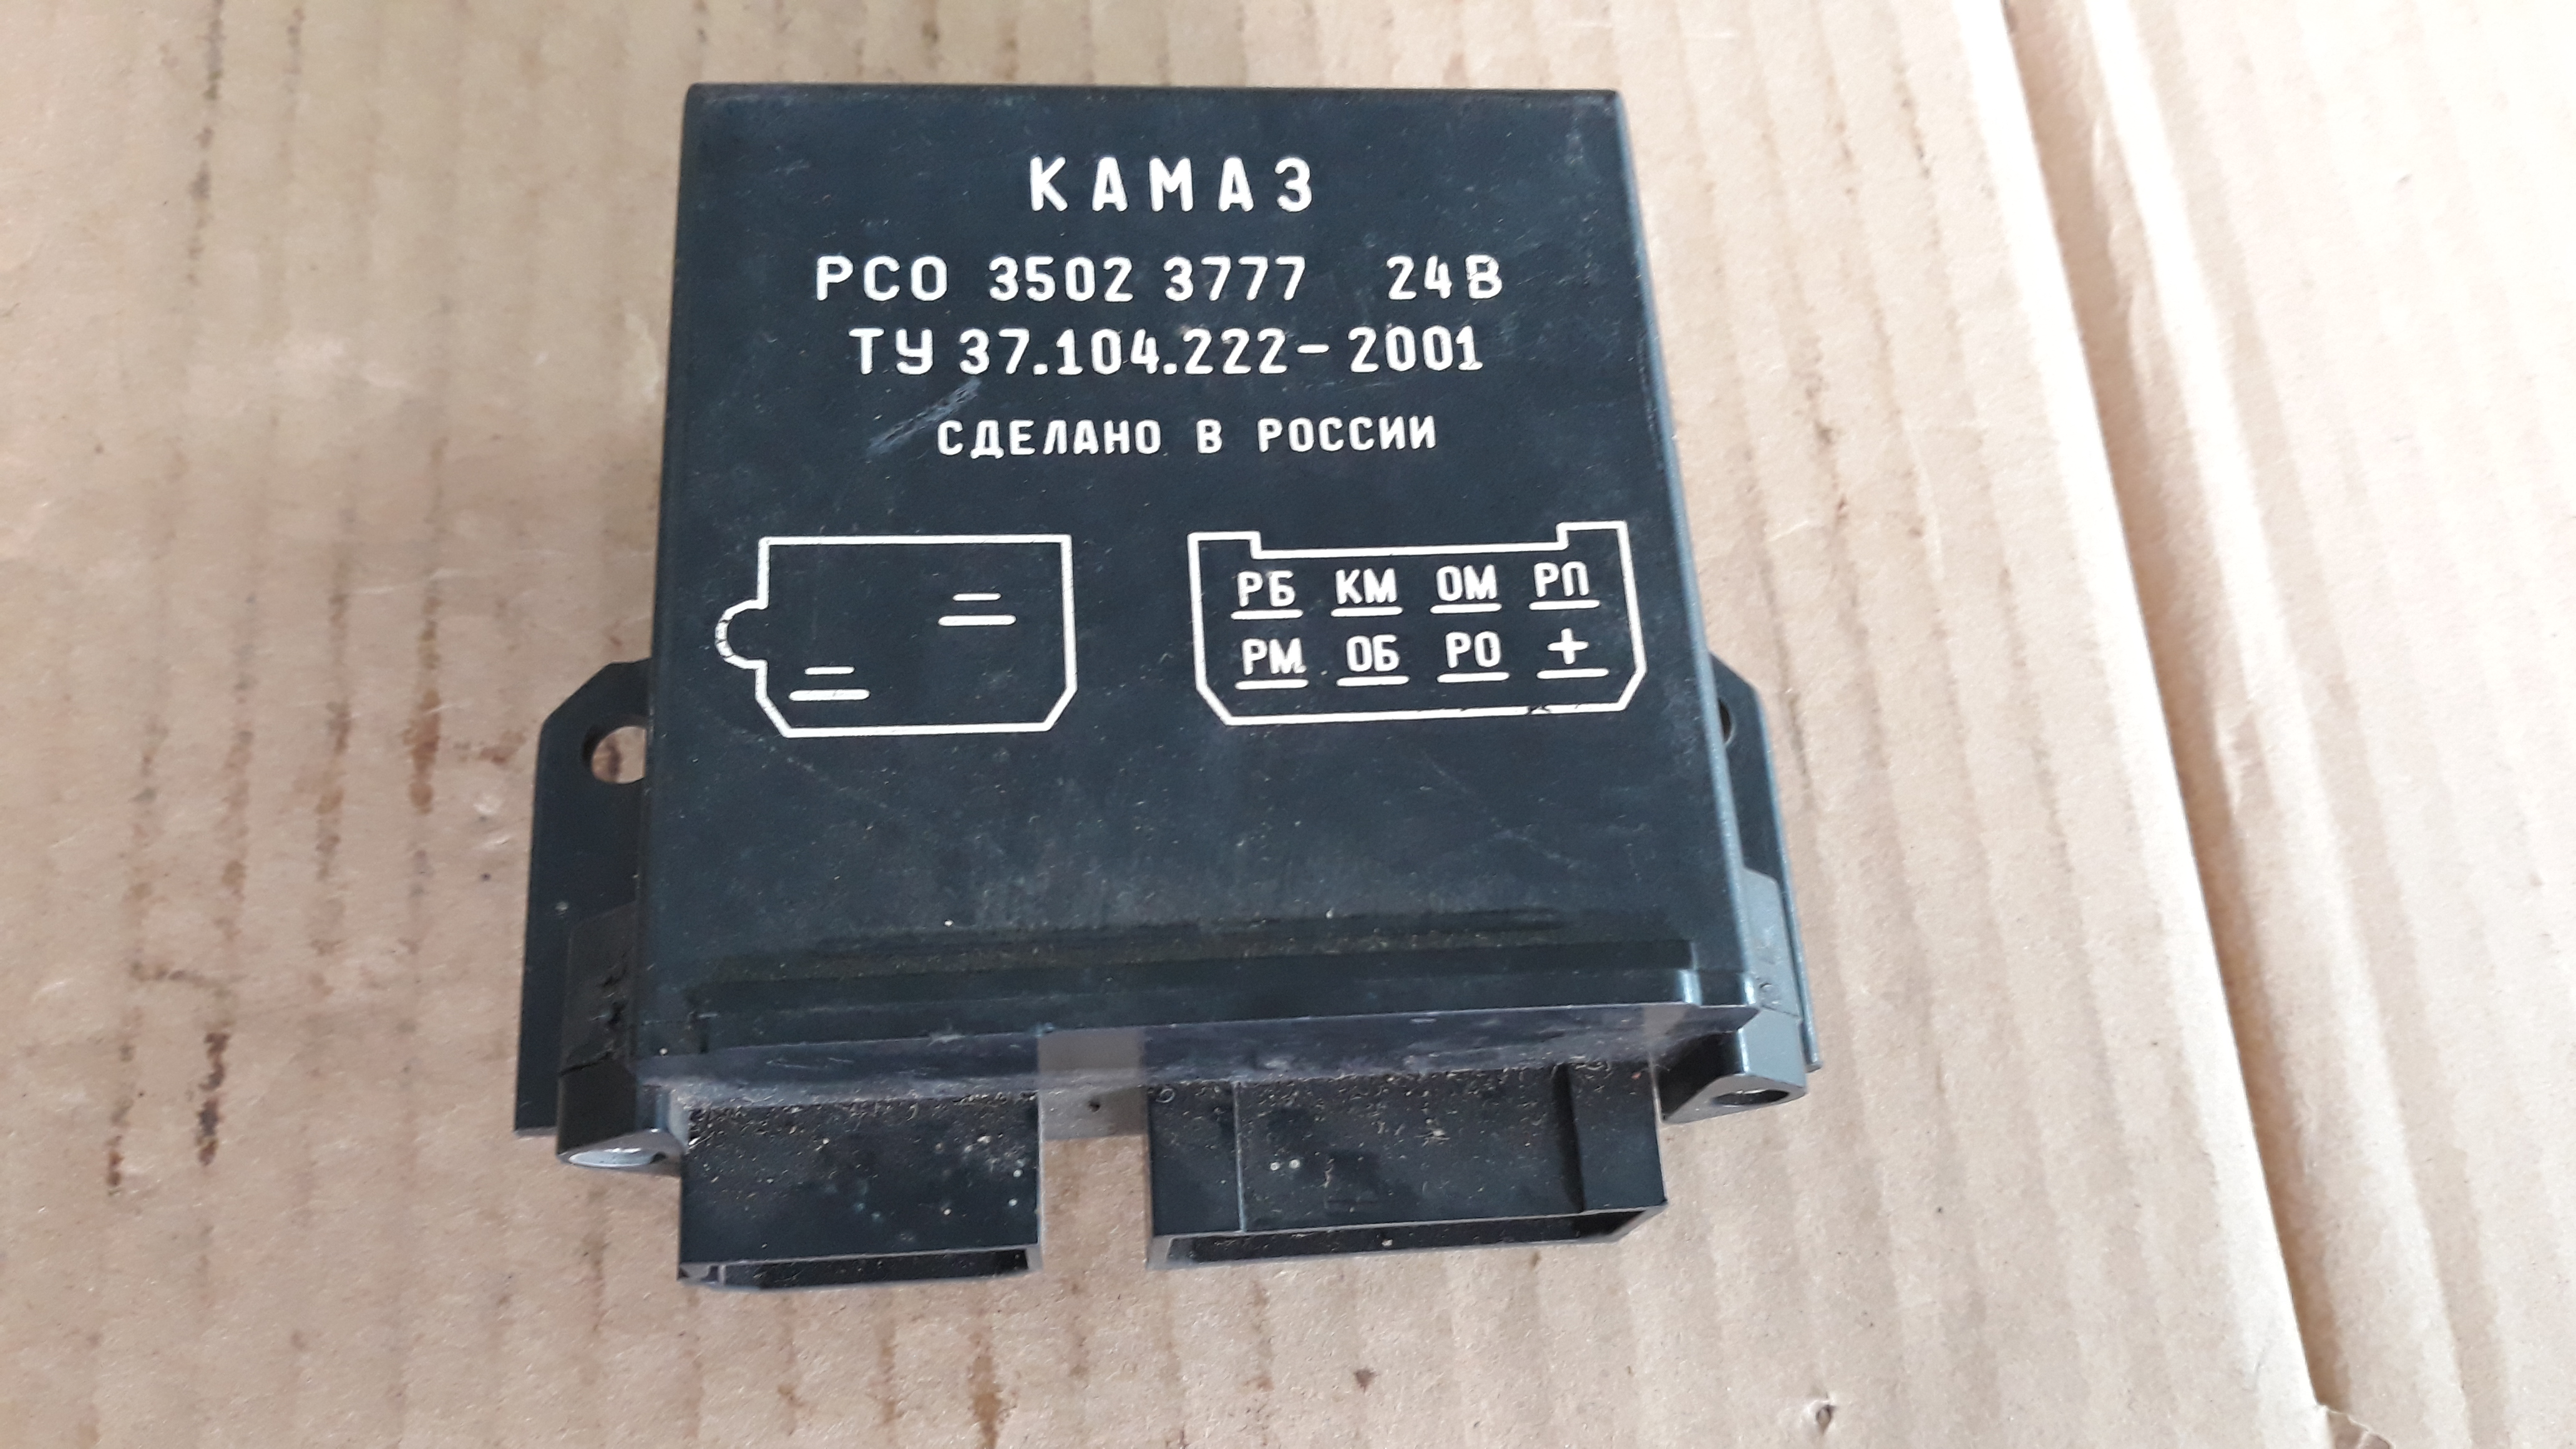 КАМАЗ
РСО 3502 3777 24В
ТУ 37.104.222-2001
СДЕЛАНО В РОССИИ
РБ КМ ОМ РП
РМ ОБ РО +